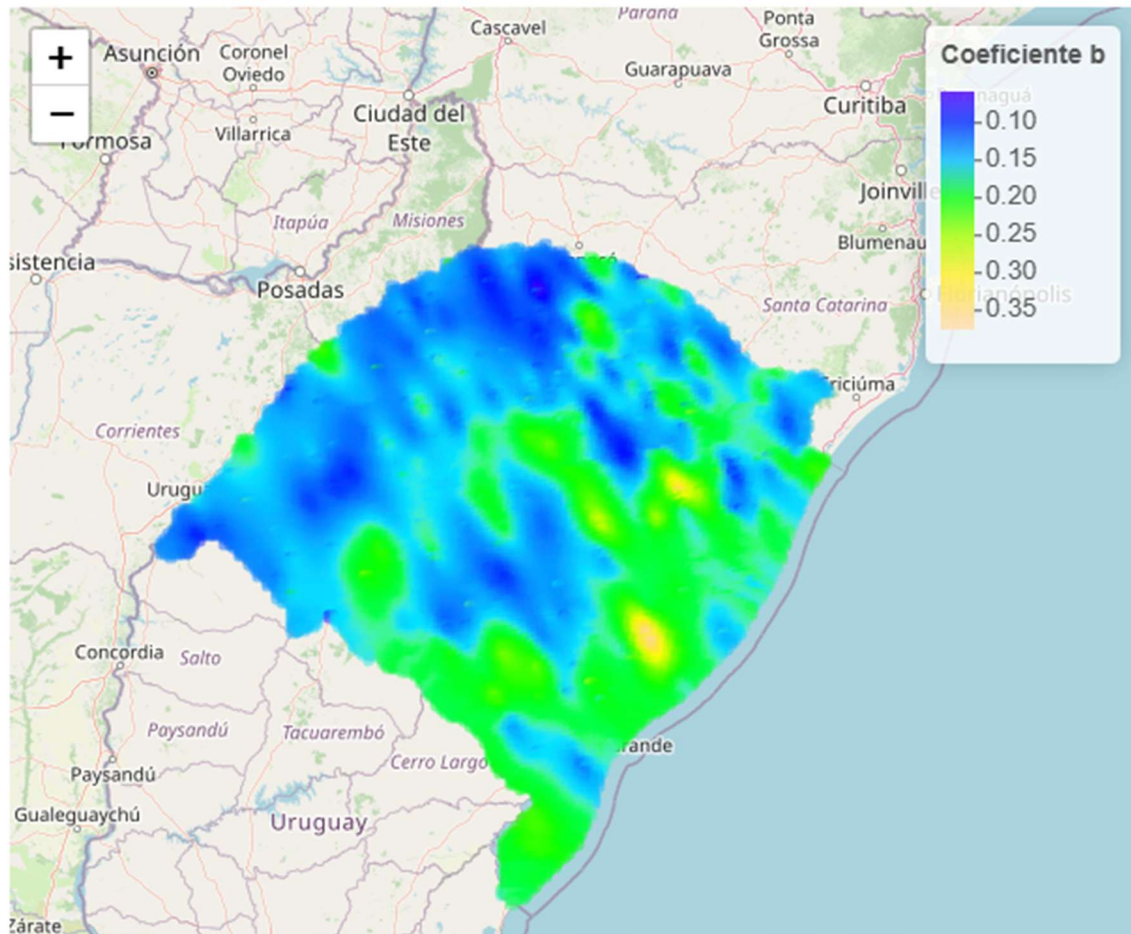 Paraná
Cascavel
Ponta
Grossa
+
Asunción
Coronel
Oviedo
Coeficiente b
Guarapuava
−
Curitiba
0.10
Ciudad del
Este
Villarrica
0.15
Joinville
0.20
Itapúa
Misiones
0.25
Blumenau
0.30
Posadas
Santa Catarina
0.35
Corrientes
Concordia
Salto
Paysandú
Tacuarembó
Cerro Largo
Paysandú
Gualeguaychú
Uruguay
Zárate